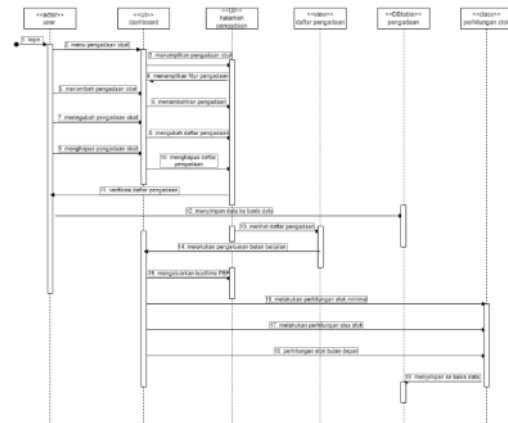 <<actor>>
user
<<UI>>
dashboard
<<UI>>
halaman
pengadaan
<<view>>
daftar pengadaan
<<DBtable>>
pengadaan
<<class>>
perhitungan stok
1. login
2. menu pengadaan obat
3. menampilkan pengadaan obat
4. menampilkan fitur pengadaan
5. menambah pengadaan obat
6. menambahkan pengadaan
7. mengubah pengadaan obat
8. mengubah daftar pengadaan
9. menghapus pengadaan obat
10. menghapus daftar
pengadaan
11. verifikasi daftar pengadaan
12. menyimpan data ke basis data
13. melihat daftar pengadaan
14. melakukan pengeluaran bulan berjalan
15. mengeluarkan leadtime PBF
16. melakukan perhitungan stok minimal
17. melakukan perhitungan sisa stok
18. perhitungan stok bulan depan
19. menyimpan ke basis data